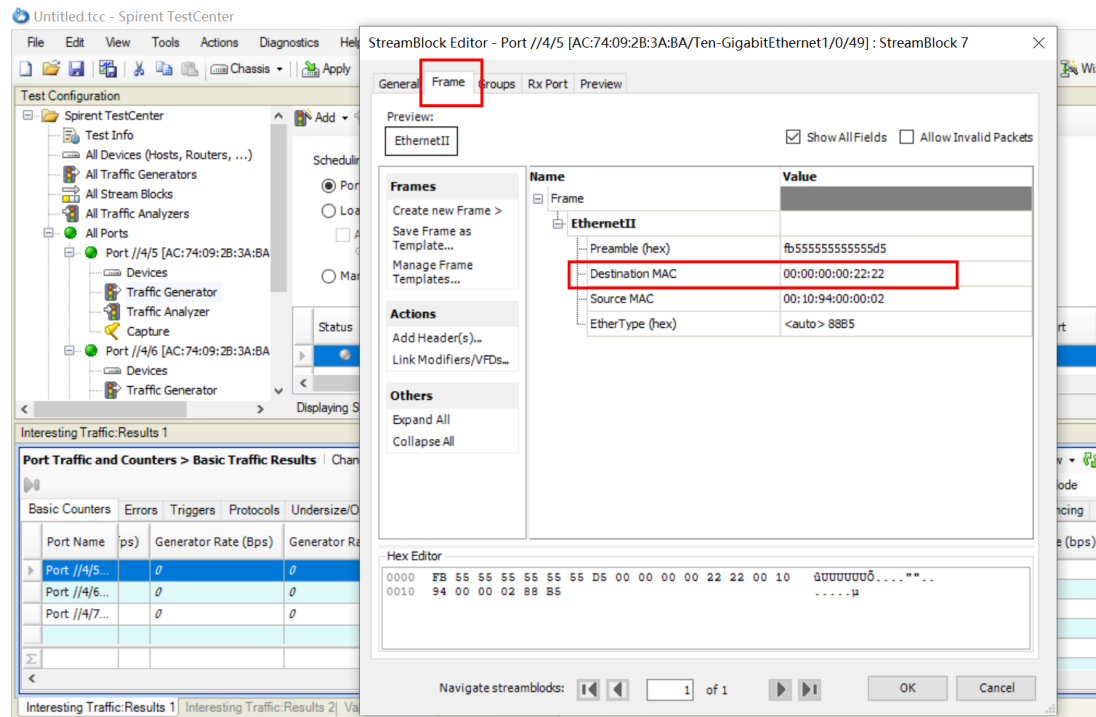 Untitled.tcc - Spirent TestCenter
File Edit View Tools Actions Diagnostics Help
Chassis Apply
Test Configuration
Spirent TestCenter
Test Info
All Devices (Hosts, Routers, ...)
All Traffic Generators
All Stream Blocks
All Traffic Analyzers
All Ports
Port //4/5 [AC:74:09:2B:3A:BA
Devices
Traffic Generator
Traffic Analyzer
Capture
Port //4/6 [AC:74:09:2B:3A:BA
Devices
Traffic Generator
Add
Status
Displaying S
StreamBlock Editor - Port //4/5 [AC:74:09:2B:3A:BA/Ten-GigabitEthernet1/0/49] : StreamBlock 7
General Frame Groups Rx Port Preview
Preview:
EthernetII
Show All Fields Allow Invalid Packets
Frames
Create new Frame >
Save Frame as
Template...
Manage Frame
Templates...
Actions
Add Header(s)...
Link Modifiers/VFDs...
Others
Expand All
Collapse All
Name Value
Frame
EthernetII
Preamble (hex) fb555555555555d5
Destination MAC 00:00:00:00:22:22
Source MAC 00:10:94:00:00:02
EtherType (hex) <auto> 88B5
Hex Editor
0000 FB 55 55 55 55 55 55 D5 00 00 00 00 22 22 00 10 ûUUUUUUÕ....""..
0010 94 00 00 02 88 B5 .....µ
Navigate streamblocks: 1 of 1
OK Cancel
Interesting Traffic:Results 1
Port Traffic and Counters > Basic Traffic Results Chan
Basic Counters Errors Triggers Protocols Undersize/O
Port Name ps) Generator Rate (Bps) Generator Ra
Port //4/5... 0 0
Port //4/6... 0 0
Port //4/7... 0 0
Σ
Interesting Traffic:Results 1 Interesting Traffic:Results 2 Va